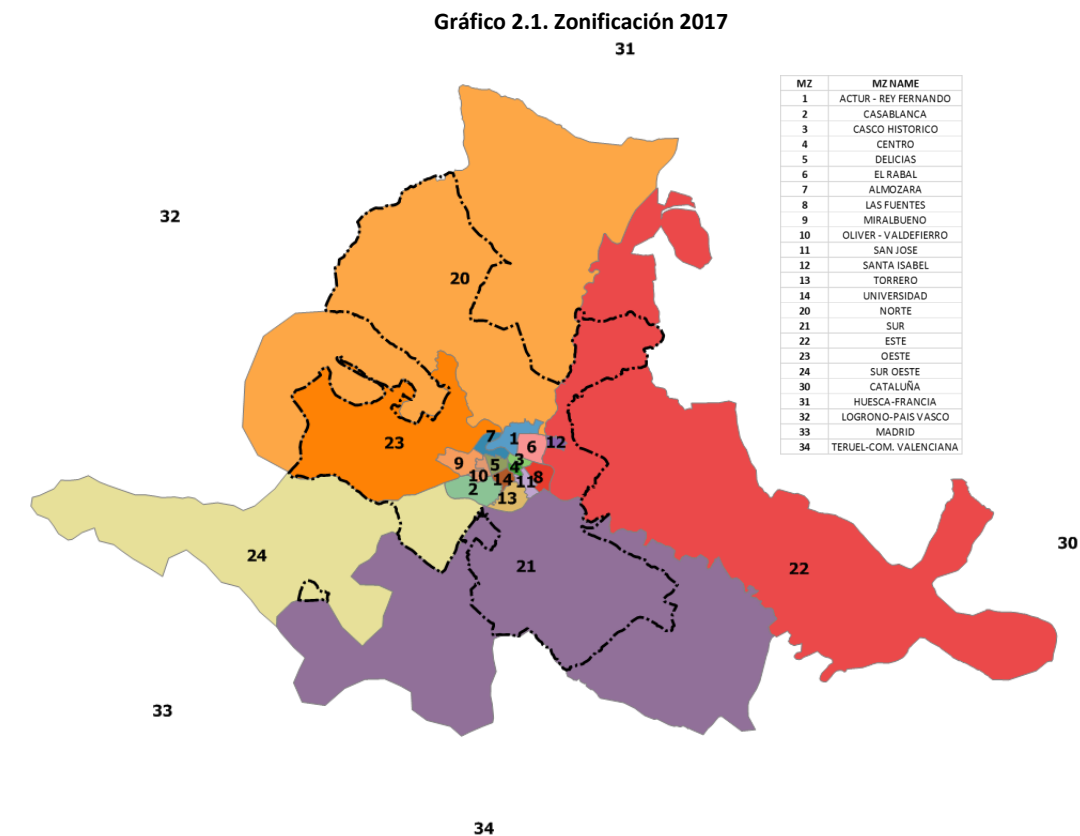 Gráfico 2.1. Zonificación 2017
31
MZ MZ NAME
1 ACTUR - REY FERNANDO
2 CASABLANCA
3 CASCO HISTORICO
4 CENTRO
5 DELICIAS
6 EL RABAL
7 ALMOZARA
8 LAS FUENTES
9 MIRALBUENO
10 OLIVER - VALDEFIERRO
11 SAN JOSE
12 SANTA ISABEL
13 TORRERO
14 UNIVERSIDAD
20 NORTE
21 SUR
22 ESTE
23 OESTE
24 SUR OESTE
30 CATALUÑA
31 HUESCA-FRANCIA
32 LOGRONO-PAIS VASCO
33 MADRID
34 TERUEL-COM. VALENCIANA
32
20
23
7
1
6
12
9
5
3
4
10
14
11
8
2
13
24
21
22
30
33
34